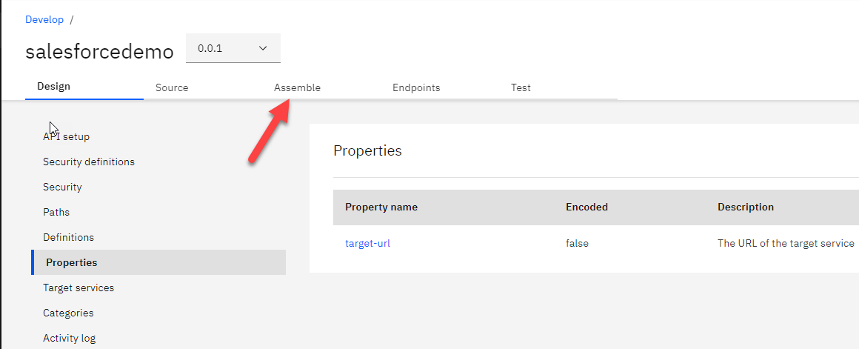 Develop /
salesforcedemo 0.0.1
Design Source Assemble Endpoints Test
API setup
Security definitions
Security
Paths
Definitions
Properties
Target services
Categories
Activity log
Properties
Property name Encoded Description
target-url false The URL of the target service